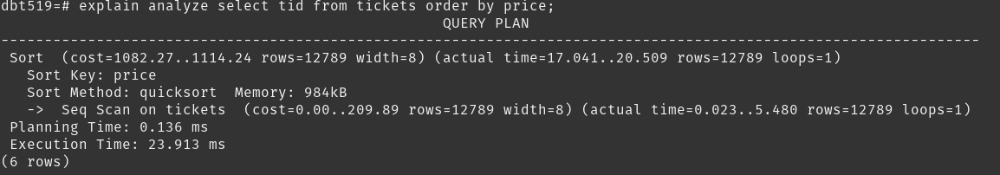 dbt519=# explain analyze select tid from tickets order by price;
QUERY PLAN
-----------------------------------------------------------------------------------------------------------------
Sort  (cost=1082.27..1114.24 rows=12789 width=8) (actual time=17.041..20.509 rows=12789 loops=1)
Sort Key: price
Sort Method: quicksort  Memory: 984kB
->  Seq Scan on tickets  (cost=0.00..209.89 rows=12789 width=8) (actual time=0.023..5.480 rows=12789 loops=1)
Planning Time: 0.136 ms
Execution Time: 23.913 ms
(6 rows)